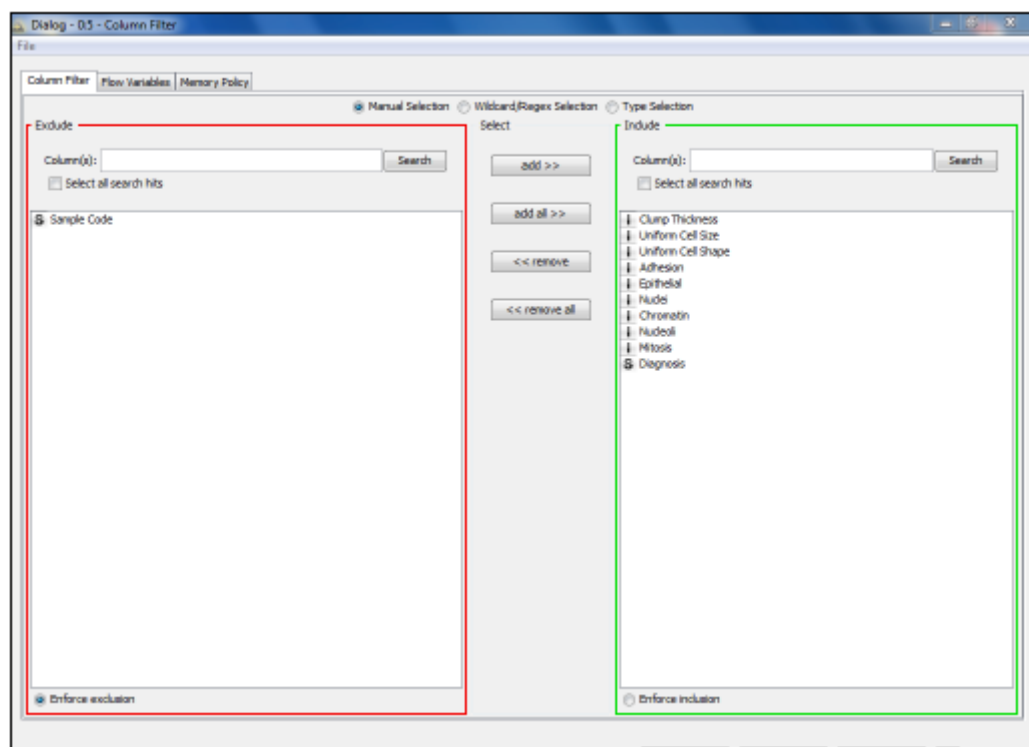 Dialog - 0:5 - Column Filter
File
Column Filter Flow Variables Memory Policy
Manual Selection Wildcard/Regex Selection Type Selection
Exclude
Column(s): Search
Select all search hits
S Sample Code
Enforce exclusion
Select
add >>
add all >>
<< remove
<< remove all
Include
Column(s): Search
Select all search hits
I Clump Thickness
I Uniform Cell Size
I Uniform Cell Shape
I Adhesion
I Epithelial
I Nuclei
I Chromatin
I Nucleoli
I Mitosis
S Diagnosis
Enforce inclusion